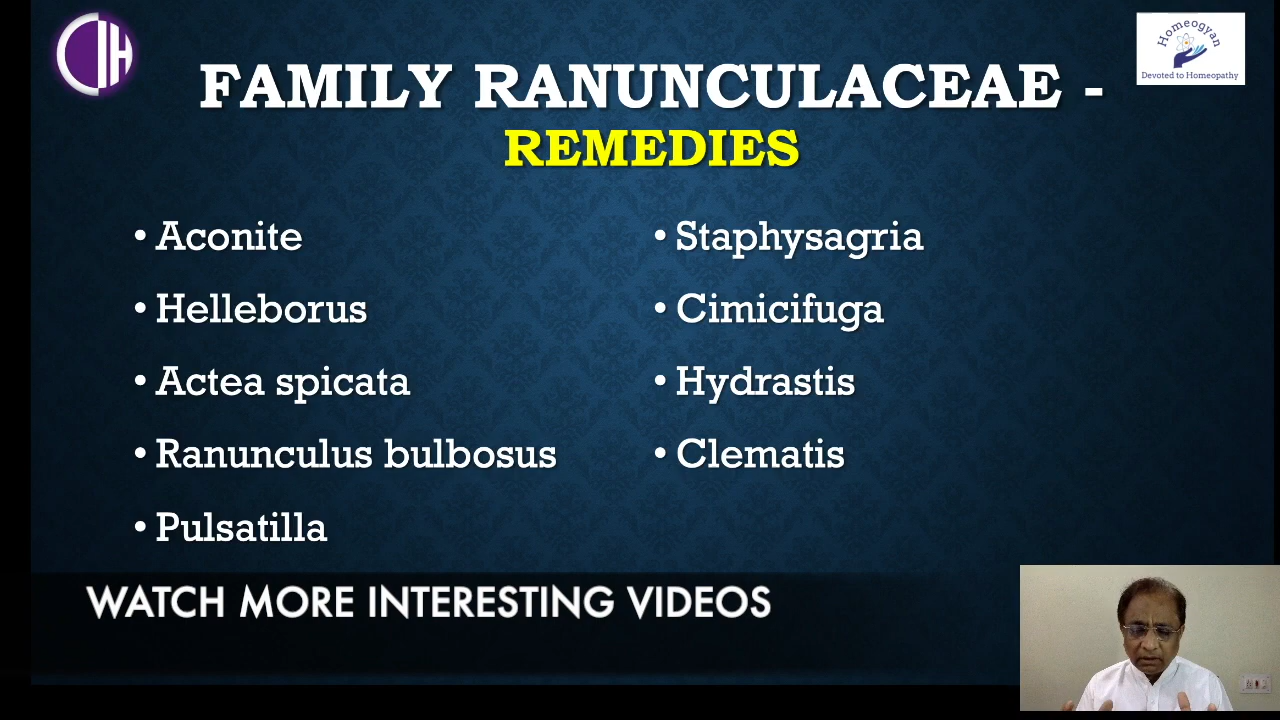 CIH
Homeogyan
Devoted to Homeopathy
FAMILY RANUNCULACEAE -
REMEDIES
• Aconite
• Helleborus
• Actea spicata
• Ranunculus bulbosus
• Pulsatilla
• Staphysagria
• Cimicifuga
• Hydrastis
• Clematis
WATCH MORE INTERESTING VIDEOS